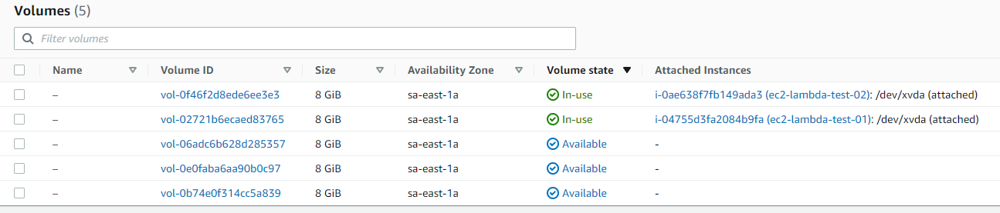 Volumes (5)
Filter volumes
Name Volume ID Size Availability Zone Volume state Attached Instances
– vol-0f46f2d8ede6ee3e3 8 GiB sa-east-1a In-use i-0ae638f7fb149ada3 (ec2-lambda-test-02): /dev/xvda (attached)
– vol-02721b6ecaed83765 8 GiB sa-east-1a In-use i-04755d3fa2084b9fa (ec2-lambda-test-01): /dev/xvda (attached)
– vol-06adc6b628d285357 8 GiB sa-east-1a Available -
– vol-0e0faba6aa90b0c97 8 GiB sa-east-1a Available -
– vol-0b74e0f314cc5a839 8 GiB sa-east-1a Available -